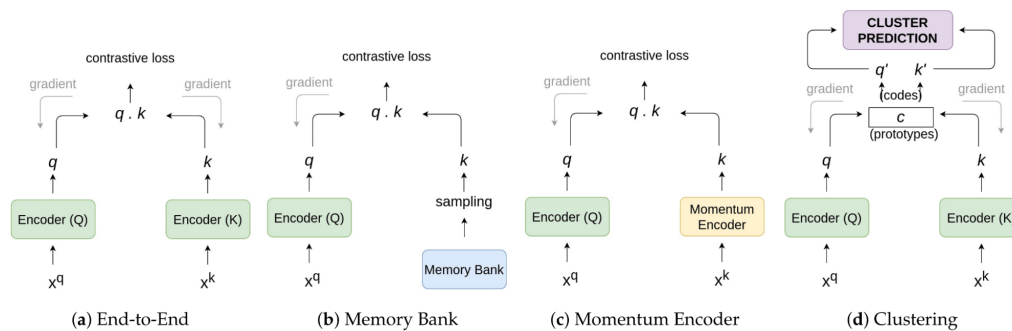 contrastive loss
gradient
gradient
q . k
q
k
Encoder (Q)
Encoder (K)
x^q
x^k
(a) End-to-End
contrastive loss
gradient
q . k
q
k
sampling
Encoder (Q)
Memory Bank
x^q
(b) Memory Bank
contrastive loss
gradient
q . k
q
k
Encoder (Q)
Momentum
Encoder
x^q
x^k
(c) Momentum Encoder
CLUSTER
PREDICTION
q'
k'
gradient
(codes)
gradient
c
(prototypes)
q
k
Encoder (Q)
Encoder (K)
x^q
x^k
(d) Clustering